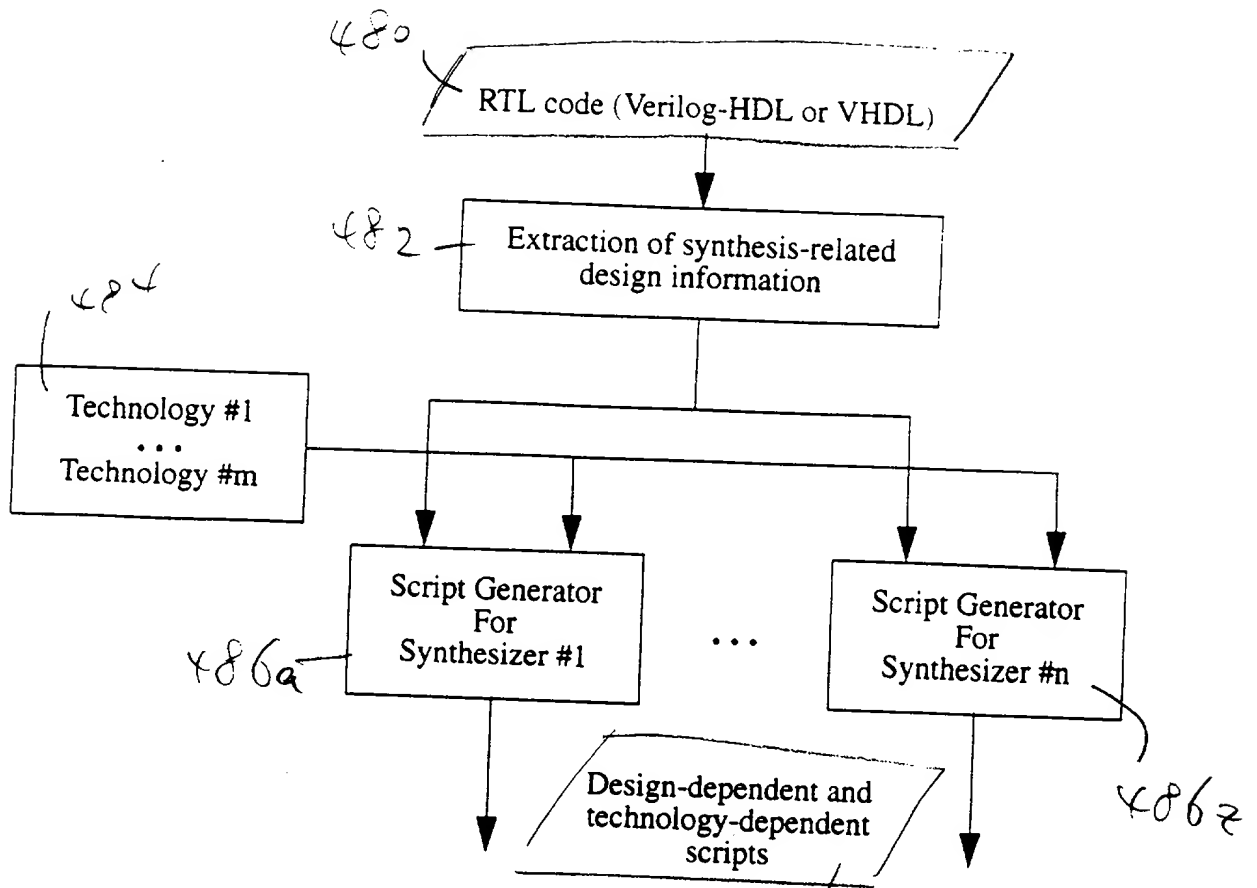 480
RTL code (Verilog-HDL or VHDL)
482
Extraction of synthesis-related
design information
484
Technology #1
...
Technology #m
Script Generator
For
Synthesizer #1
486a
...
Script Generator
For
Synthesizer #n
486z
Design-dependent and
technology-dependent
scripts